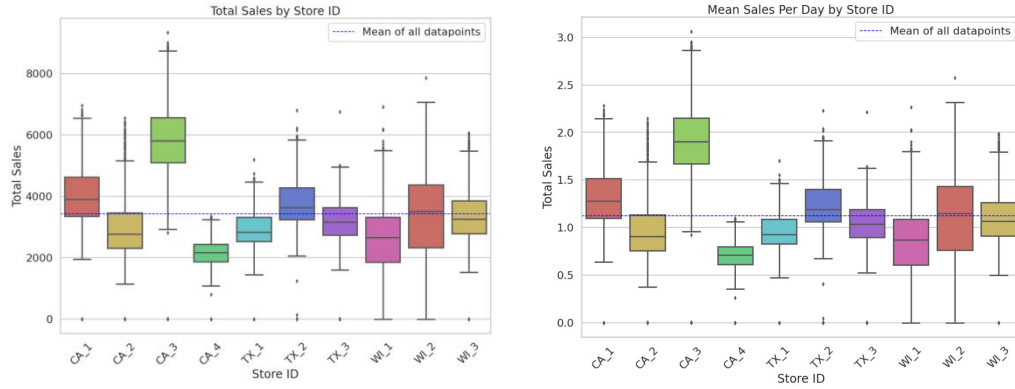 Total Sales by Store ID
Mean of all datapoints
Total Sales
8000
6000
4000
2000
0
CA_1
CA_2
CA_3
CA_4
TX_1
TX_2
TX_3
WI_1
WI_2
WI_3
Store ID
Mean Sales Per Day by Store ID
Mean of all datapoints
Total Sales
3.0
2.5
2.0
1.5
1.0
0.5
0.0
CA_1
CA_2
CA_3
CA_4
TX_1
TX_2
TX_3
WI_1
WI_2
WI_3
Store ID